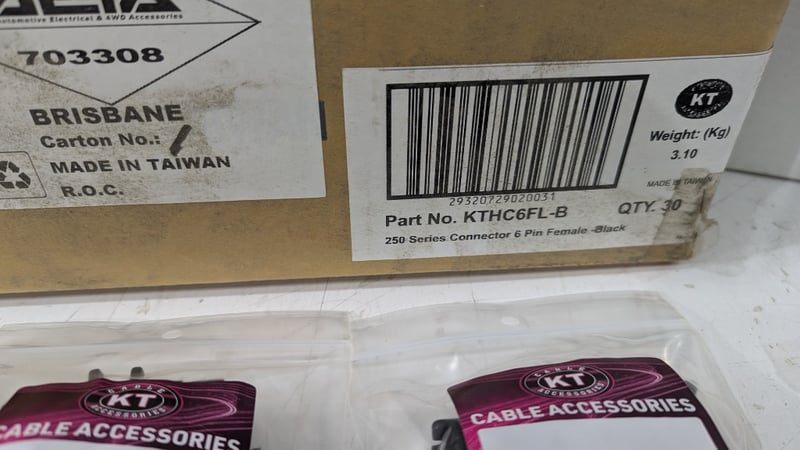 Automotive Electrical & 4WD Accessories
703308
BRISBANE
Carton No.: /
MADE IN TAIWAN
R.O.C.
29320729020031
Part No. KTHC6FL-B
QTY. 30
250 Series Connector 6 Pin Female -Black
KT
Weight: (Kg)
3.10
MADE IN TAIWAN
CABLE
KT
ACCESSORIES
CABLE ACCESSORIES
CABLE
KT
ACCESSORIES
CABLE ACCESSORIES